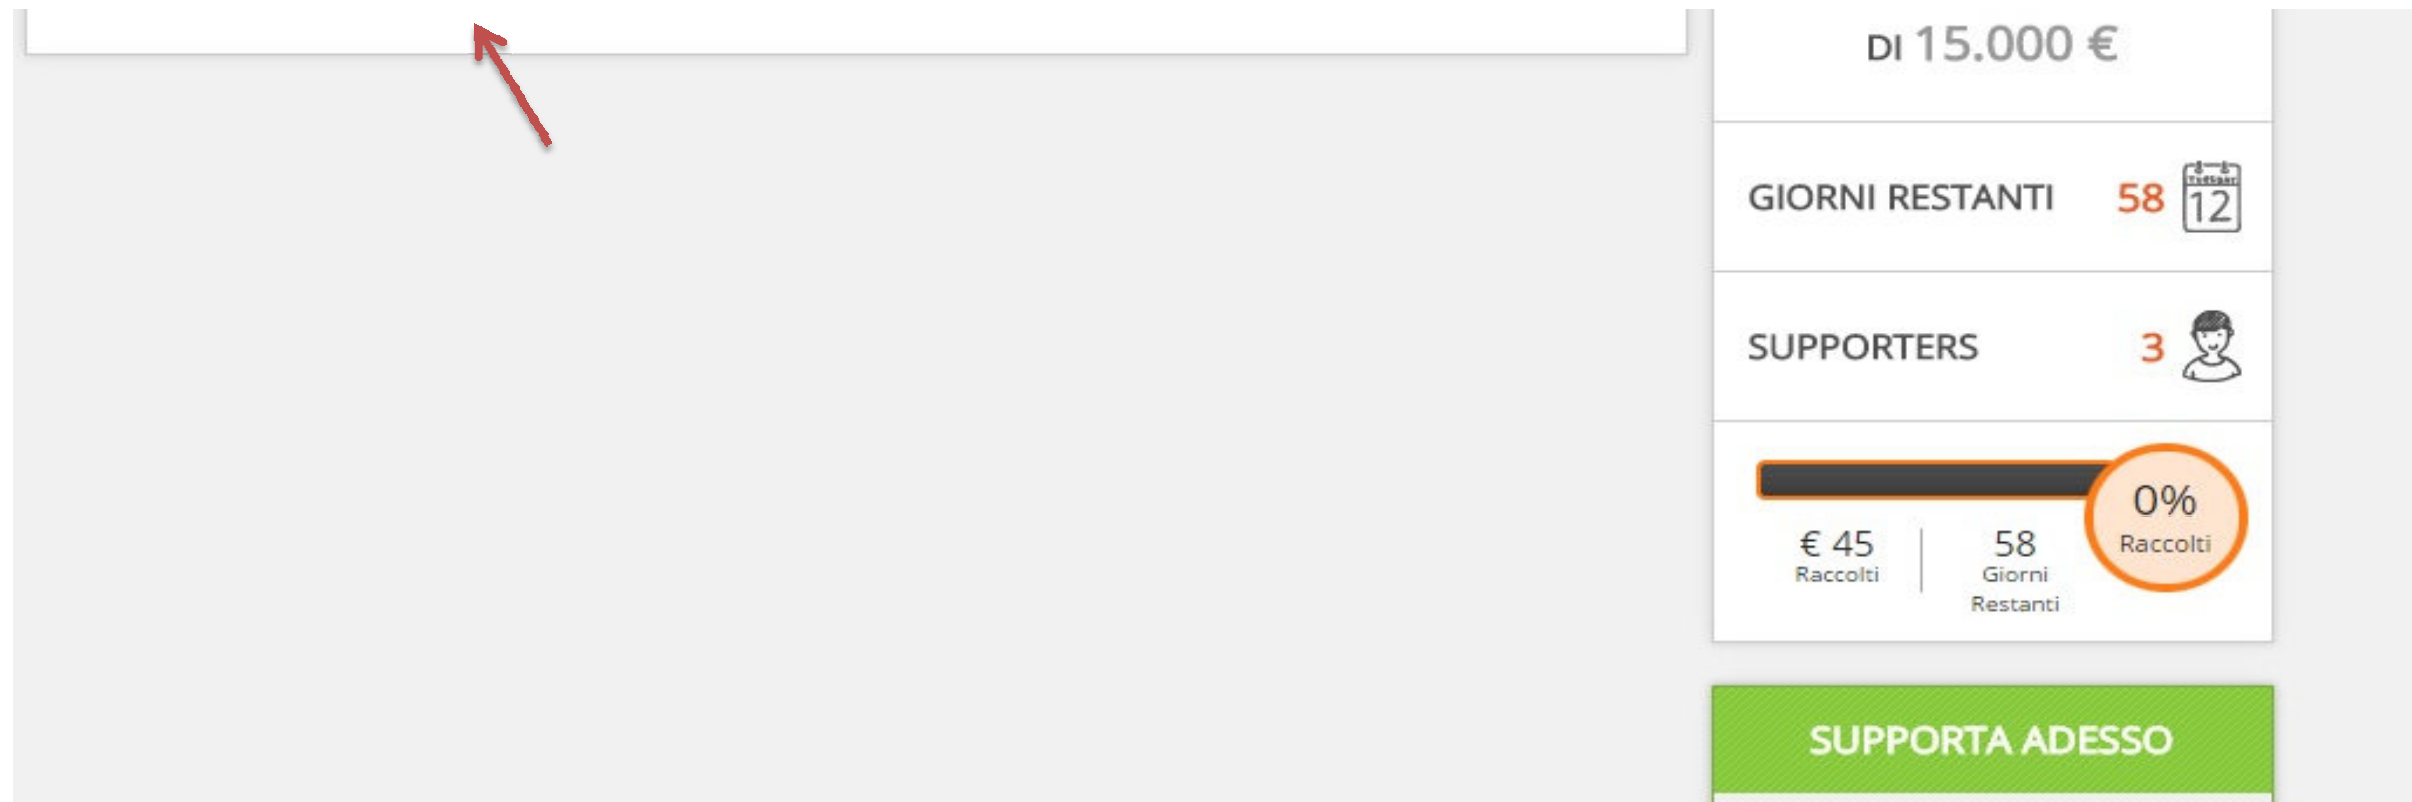 DI 15.000 €
GIORNI RESTANTI 58
12
SUPPORTERS 3
0%
Raccolti
€ 45
Raccolti
58
Giorni
Restanti
SUPPORTA ADESSO